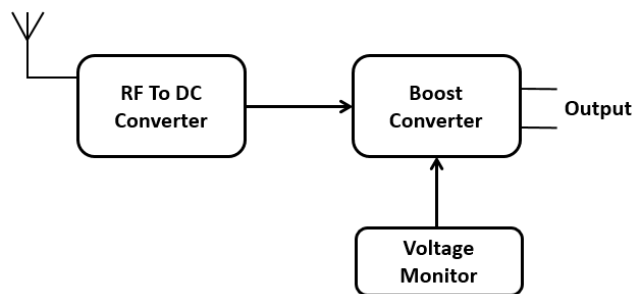 RF To DC
Converter
Boost
Converter
Output
Voltage
Monitor